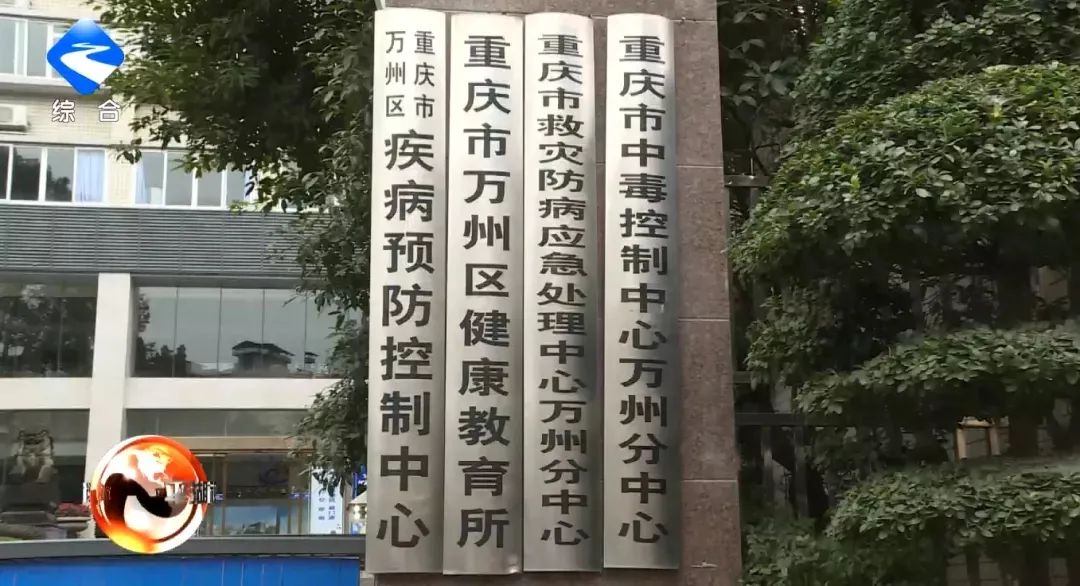 综合
重庆市
万州区
疾病预防控制中心
重庆市万州区健康教育所
重庆市救灾防病应急处理中心万州分中心
重庆市中毒控制中心万州分中心